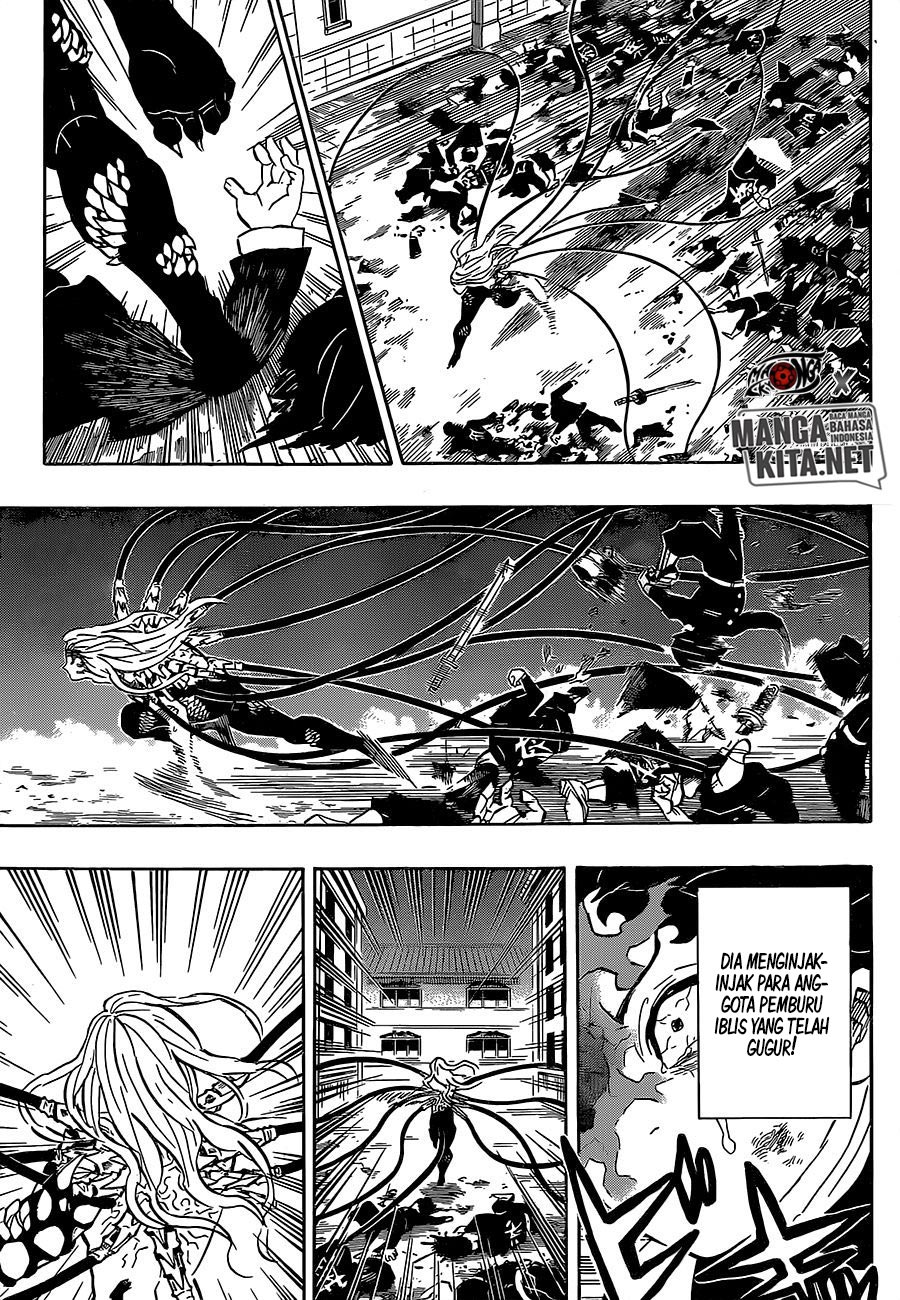 X
BACA MANGA
MANGA BAHASA
INDONESIA
KITA.NET
DIA MENGINJAK-
INJAK PARA ANG-
GOTA PEMBURU
IBLIS YANG TELAH
GUGUR!